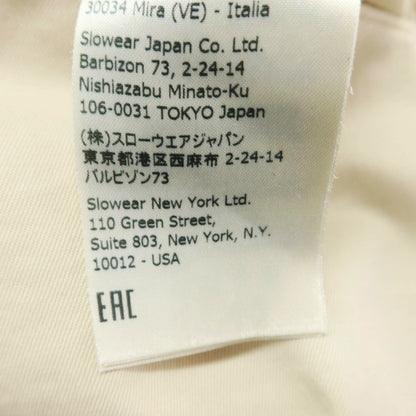 30034 Mira (VE) - Italia
Slowear Japan Co. Ltd.
Barbizon 73, 2-24-14
Nishiazabu Minato-Ku
106-0031 TOKYO Japan
(株)スローウエアジャパン
東京都港区西麻布 2-24-14
バルビゾン73
Slowear New York Ltd.
110 Green Street,
Suite 803, New York, N.Y.
10012 - USA
EAC